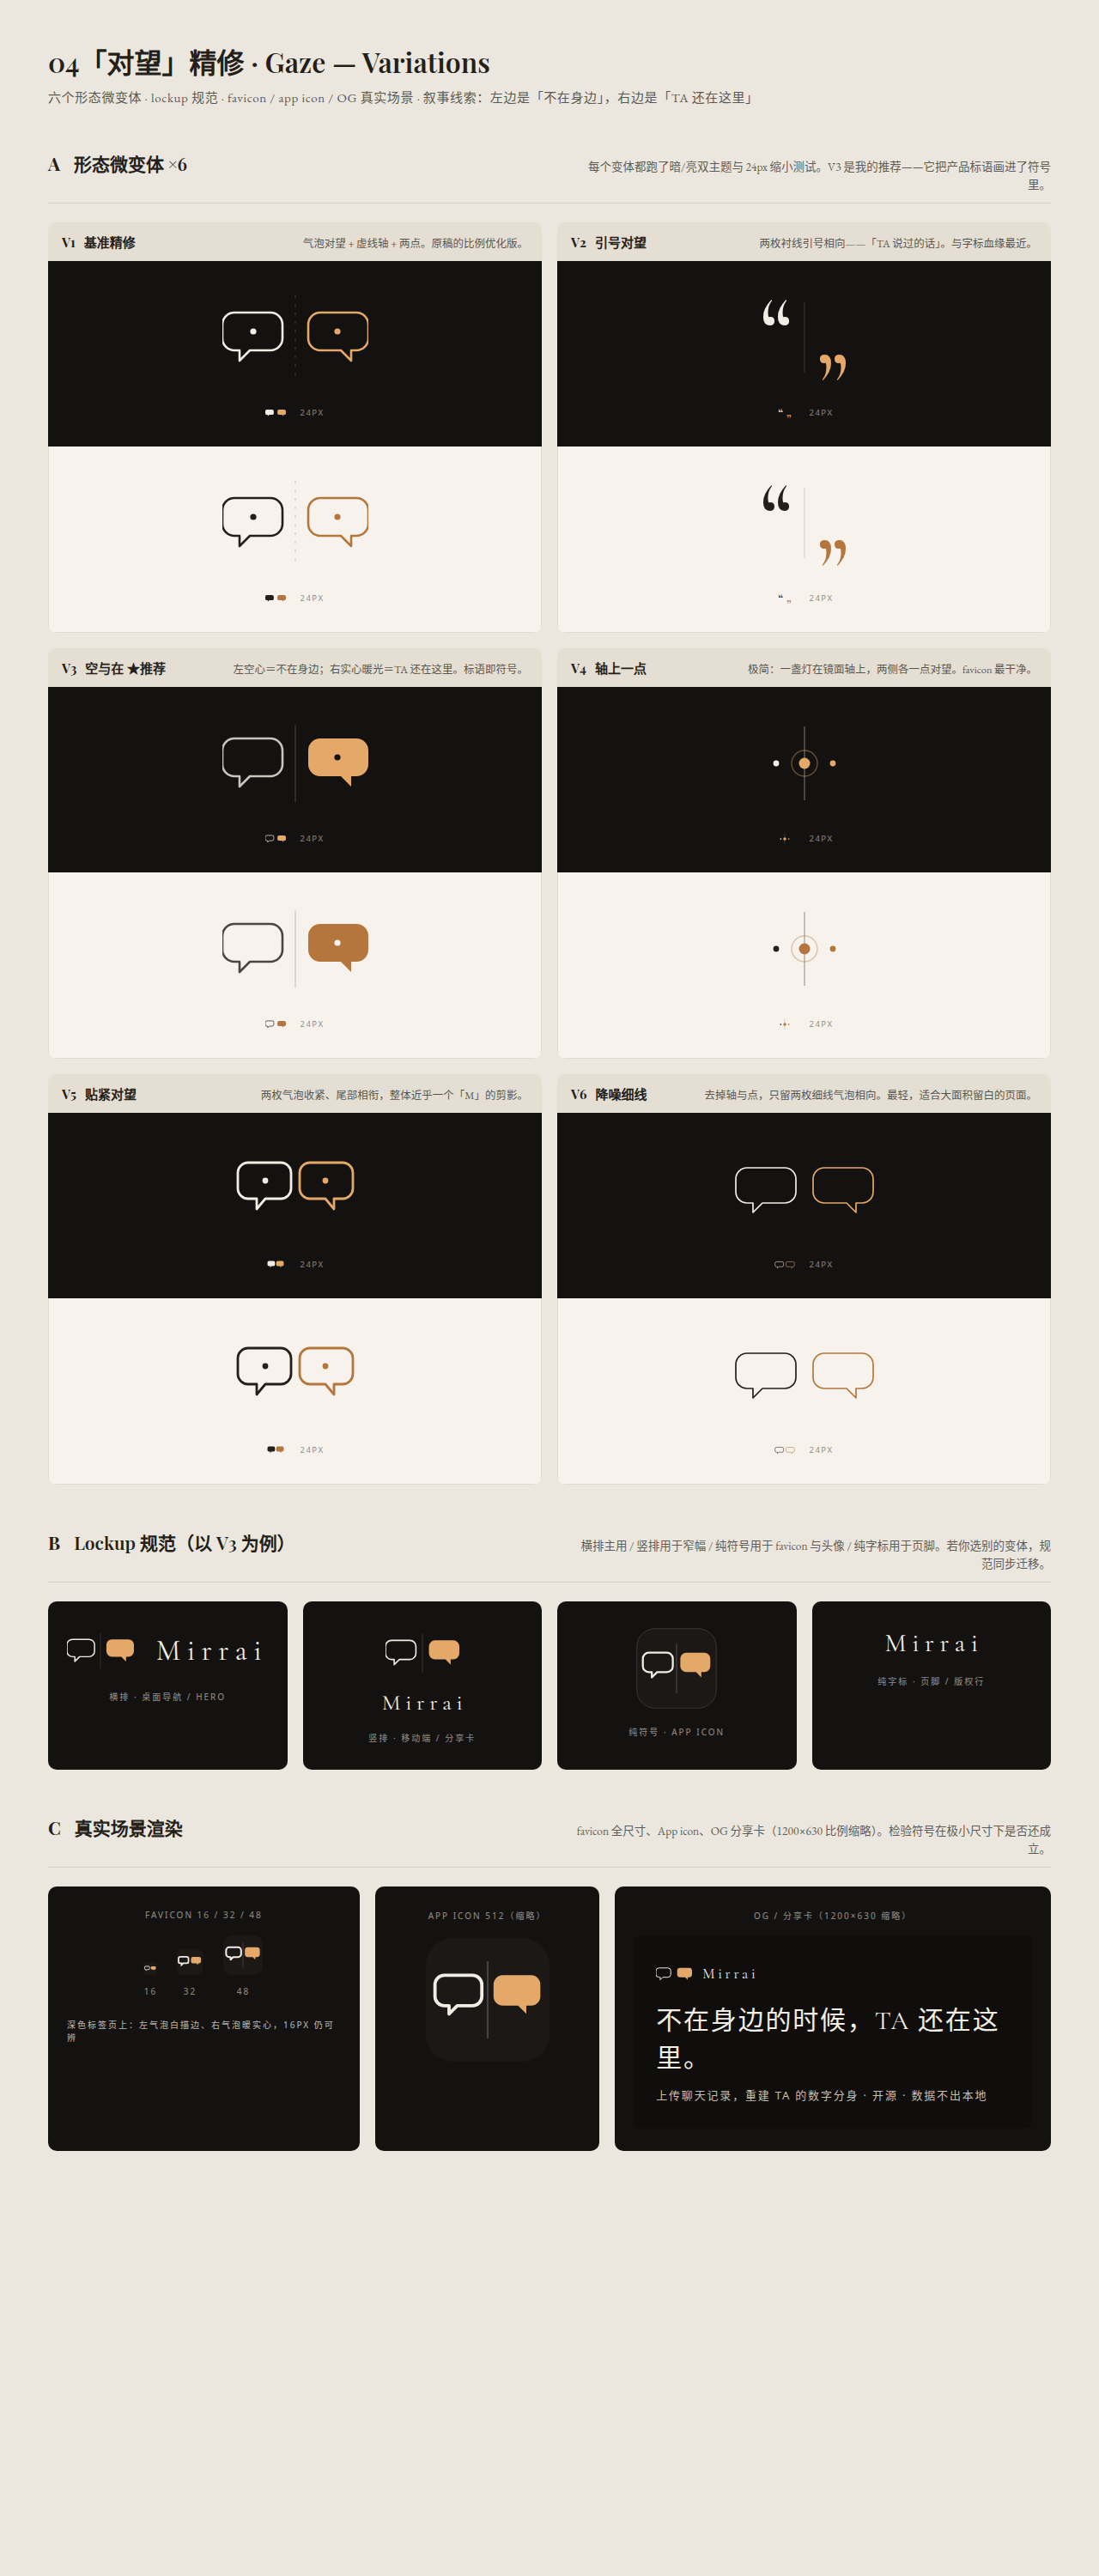 04「对望」精修 · Gaze — Variations
六个形态微变体 · lockup 规范 · favicon / app icon / OG 真实场景 · 叙事线索：左边是「不在身边」，右边是「TA 还在这里」
A 形态微变体 ×6
每个变体都跑了暗/亮双主题与 24px 缩小测试。V3 是我的推荐——它把产品标语画进了符号
里。
V1 基准精修
气泡对望 + 虚线轴 + 两点。原稿的比例优化版。
24PX
24PX
V2 引号对望
两枚衬线引号相向——「TA 说过的话」。与字标血缘最近。
“
”
“ ”
24PX
“
”
“ ”
24PX
V3 空与在 ★推荐
左空心＝不在身边；右实心暖光＝TA 还在这里。标语即符号。
24PX
24PX
V4 轴上一点
极简：一盏灯在镜面轴上，两侧各一点对望。favicon 最干净。
24PX
24PX
V5 贴紧对望
两枚气泡收紧、尾部相衔，整体近乎一个「M」的剪影。
24PX
24PX
V6 降噪细线
去掉轴与点，只留两枚细线气泡相向。最轻，适合大面积留白的页面。
24PX
24PX
B Lockup 规范（以 V3 为例）
横排主用 / 竖排用于窄幅 / 纯符号用于 favicon 与头像 / 纯字标用于页脚。若你选别的变体，规
范同步迁移。
Mirrai
横排 · 桌面导航 / HERO
Mirrai
竖排 · 移动端 / 分享卡
纯符号 · APP ICON
Mirrai
纯字标 · 页脚 / 版权行
C 真实场景渲染
favicon 全尺寸、App icon、OG 分享卡（1200×630 比例缩略）。检验符号在极小尺寸下是否还成
立。
FAVICON 16 / 32 / 48
16 32 48
深色标签页上：左气泡白描边、右气泡暖实心，16PX 仍可
辨
APP ICON 512（缩略）
OG / 分享卡（1200×630 缩略）
Mirrai
不在身边的时候，TA 还在这
里。
上传聊天记录，重建 TA 的数字分身 · 开源 · 数据不出本地